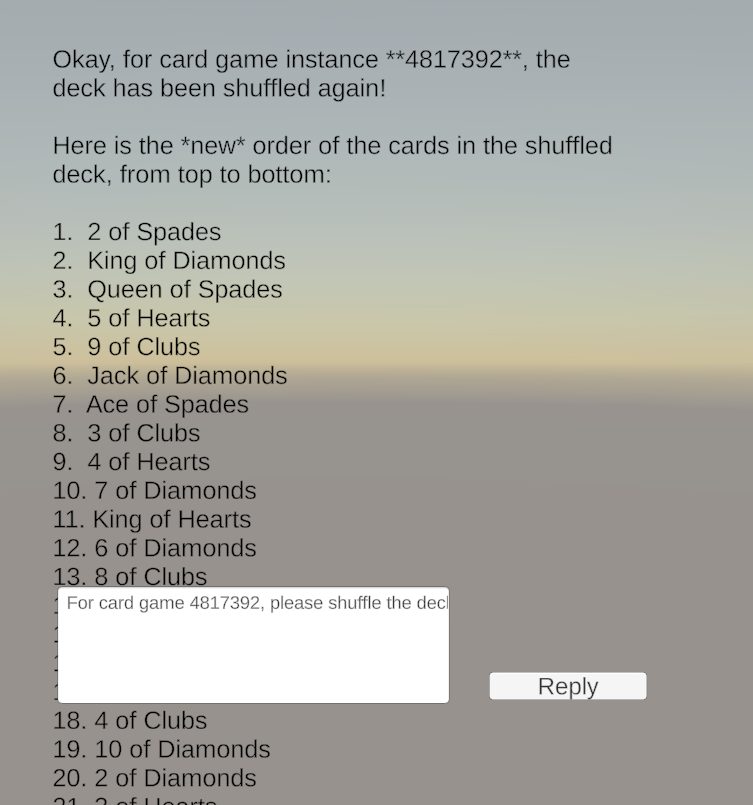 Okay, for card game instance **4817392**, the
deck has been shuffled again!
Here is the *new* order of the cards in the shuffled
deck, from top to bottom:
1. 2 of Spades
2. King of Diamonds
3. Queen of Spades
4. 5 of Hearts
5. 9 of Clubs
6. Jack of Diamonds
7. Ace of Spades
8. 3 of Clubs
9. 4 of Hearts
10. 7 of Diamonds
11. King of Hearts
12. 6 of Diamonds
13. 8 of Clubs
For card game 4817392, please shuffle the
Reply
18. 4 of Clubs
19. 10 of Diamonds
20. 2 of Diamonds
of Hearts